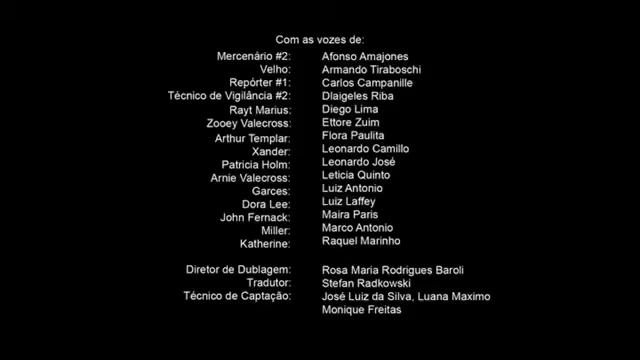 Com as vozes de:
Mercenário #2: Afonso Amajones
Velho: Armando Tiraboschi
Repórter #1: Carlos Campanille
Técnico de Vigilância #2: Dlaigeles Riba
Rayt Marius: Diego Lima
Zooey Valecross: Ettore Zuim
Arthur Templar: Flora Paulita
Xander: Leonardo Camillo
Patricia Holm: Leonardo José
Arnie Valecross: Leticia Quinto
Garces: Luiz Antonio
Dora Lee: Luiz Laffey
John Fernack: Maira Paris
Miller: Marco Antonio
Katherine: Raquel Marinho
Diretor de Dublagem: Rosa Maria Rodrigues Baroli
Tradutor: Stefan Radkowski
Técnico de Captação: José Luiz da Silva, Luana Maximo
Monique Freitas